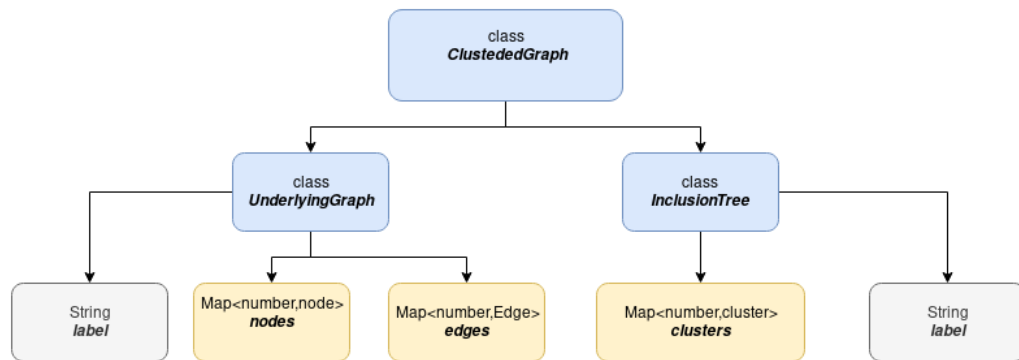 class
ClustededGraph
class
UnderlyingGraph
class
InclusionTree
String
label
Map<number,node>
nodes
Map<number,Edge>
edges
Map<number,cluster>
clusters
String
label